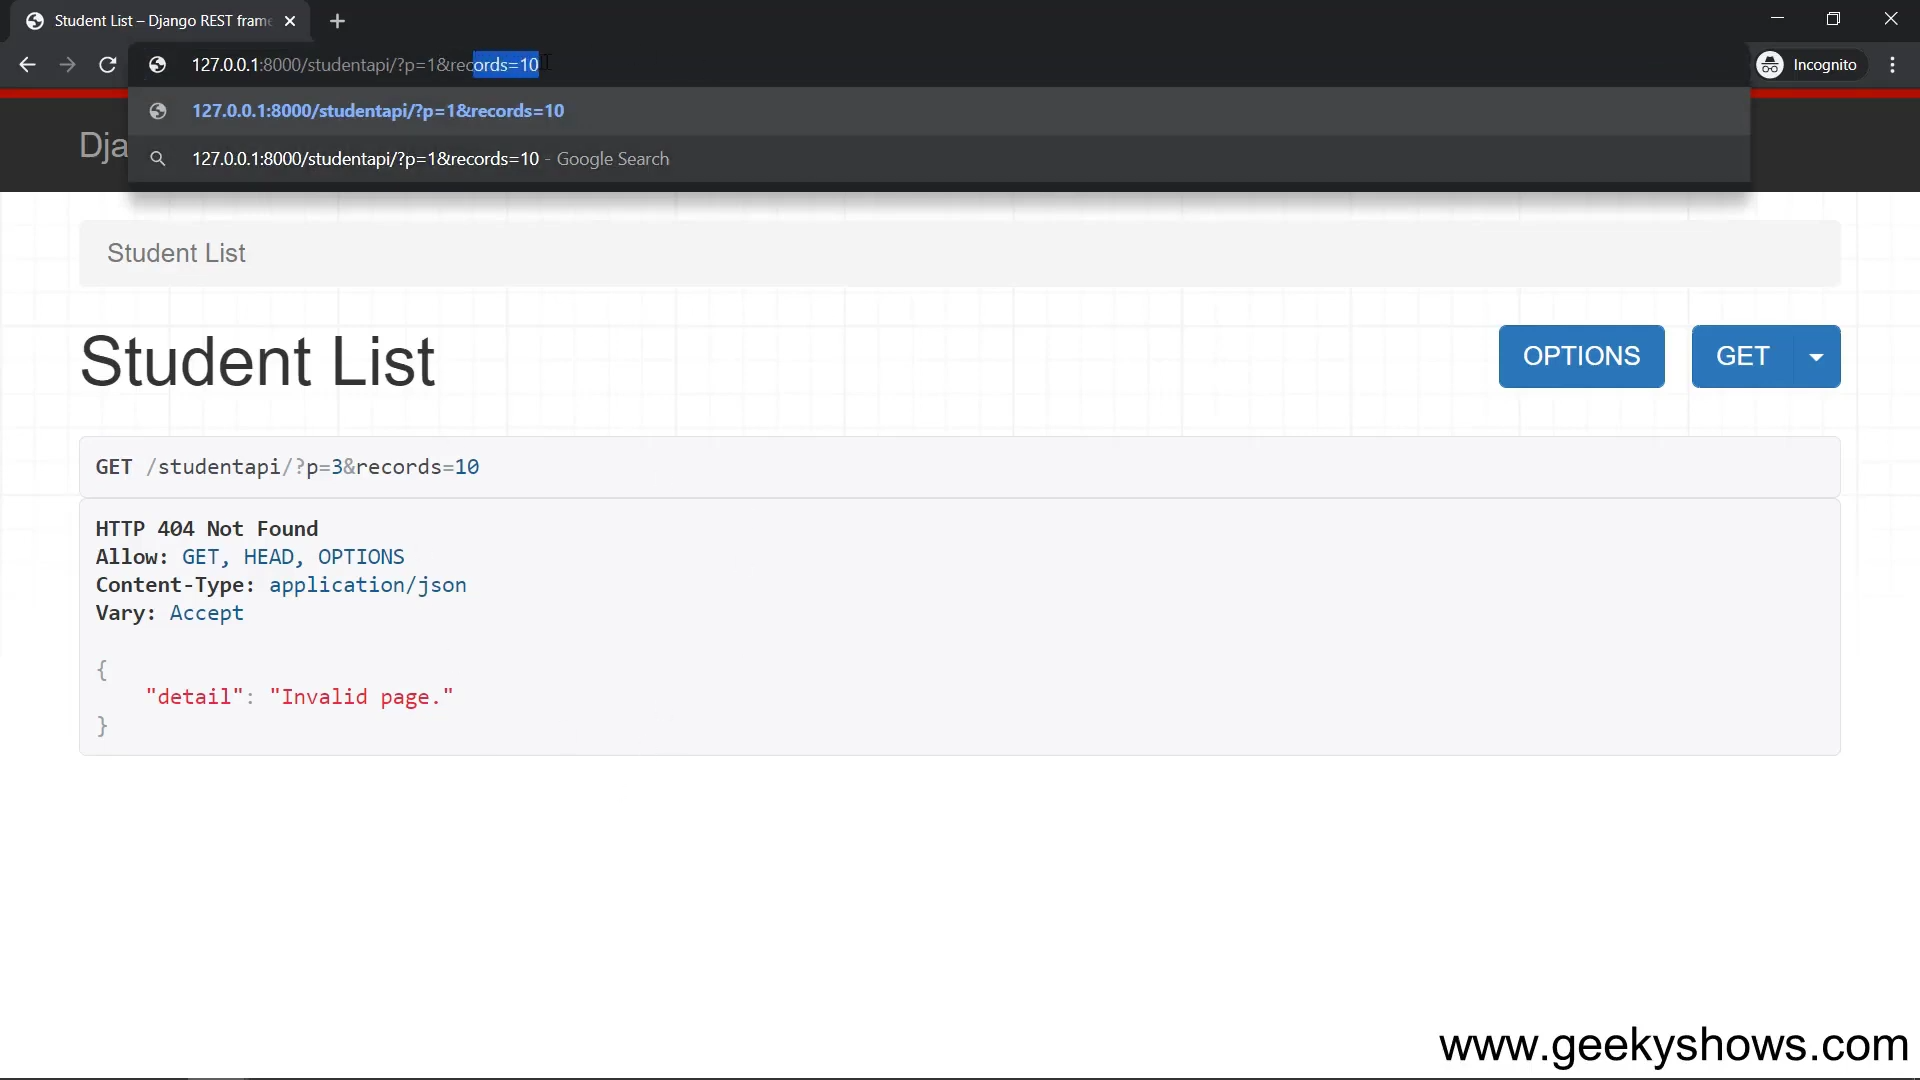 Student List – Django REST frame
127.0.0.1:8000/studentapi/?p=1&records=10
Incognito
127.0.0.1:8000/studentapi/?p=1&records=10
127.0.0.1:8000/studentapi/?p=1&records=10 - Google Search
Dja
Student List
Student List
OPTIONS
GET
GET /studentapi/?p=3&records=10
HTTP 404 Not Found
Allow: GET, HEAD, OPTIONS
Content-Type: application/json
Vary: Accept
{
"detail": "Invalid page."
}
www.geekyshows.com